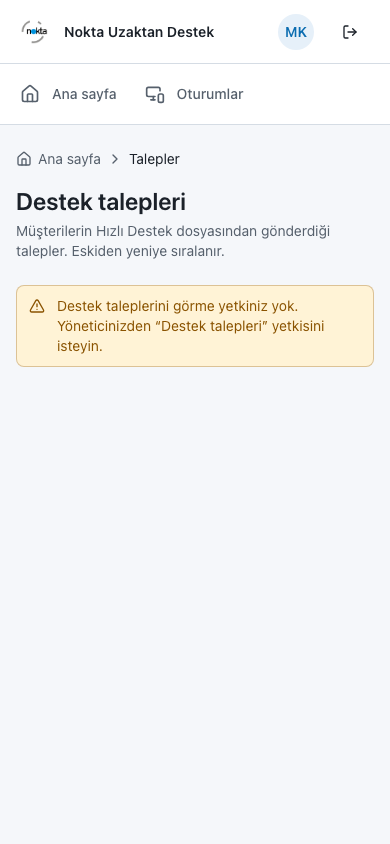 nokta
Nokta Uzaktan Destek
MK
Ana sayfa
Oturumlar
Ana sayfa
Talepler
Destek talepleri
Müşterilerin Hızlı Destek dosyasından gönderdiği
talepler. Eskiden yeniye sıralanır.
Destek taleplerini görme yetkiniz yok.
Yöneticinizden “Destek talepleri” yetkisini
isteyin.